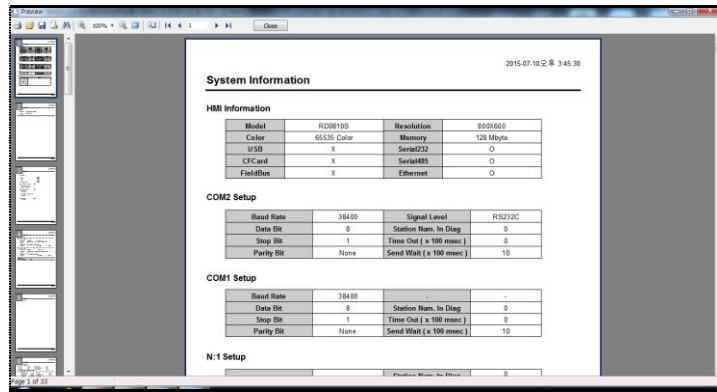 Preview
100%
1
Close
2015-07-10오후 3:45:30
System Information
HMI Information
Model RD0810S Resolution 800X600
Color 65535 Color Memory 128 Mbyte
USB X Serial232 O
CFCard X Serial485 O
FieldBus X Ethernet O
COM2 Setup
Baud Rate 38400 Signal Level RS232C
Data Bit 8 Station Num. In Diag 0
Stop Bit 1 Time Out ( x 100 msec ) 0
Parity Bit None Send Wait ( x 100 msec ) 10
COM1 Setup
Baud Rate 38400 - -
Data Bit 8 Station Num. In Diag 0
Stop Bit 1 Time Out ( x 100 msec ) 0
Parity Bit None Send Wait ( x 100 msec ) 10
N:1 Setup
Station Num. In Diag
Page 1 of 33